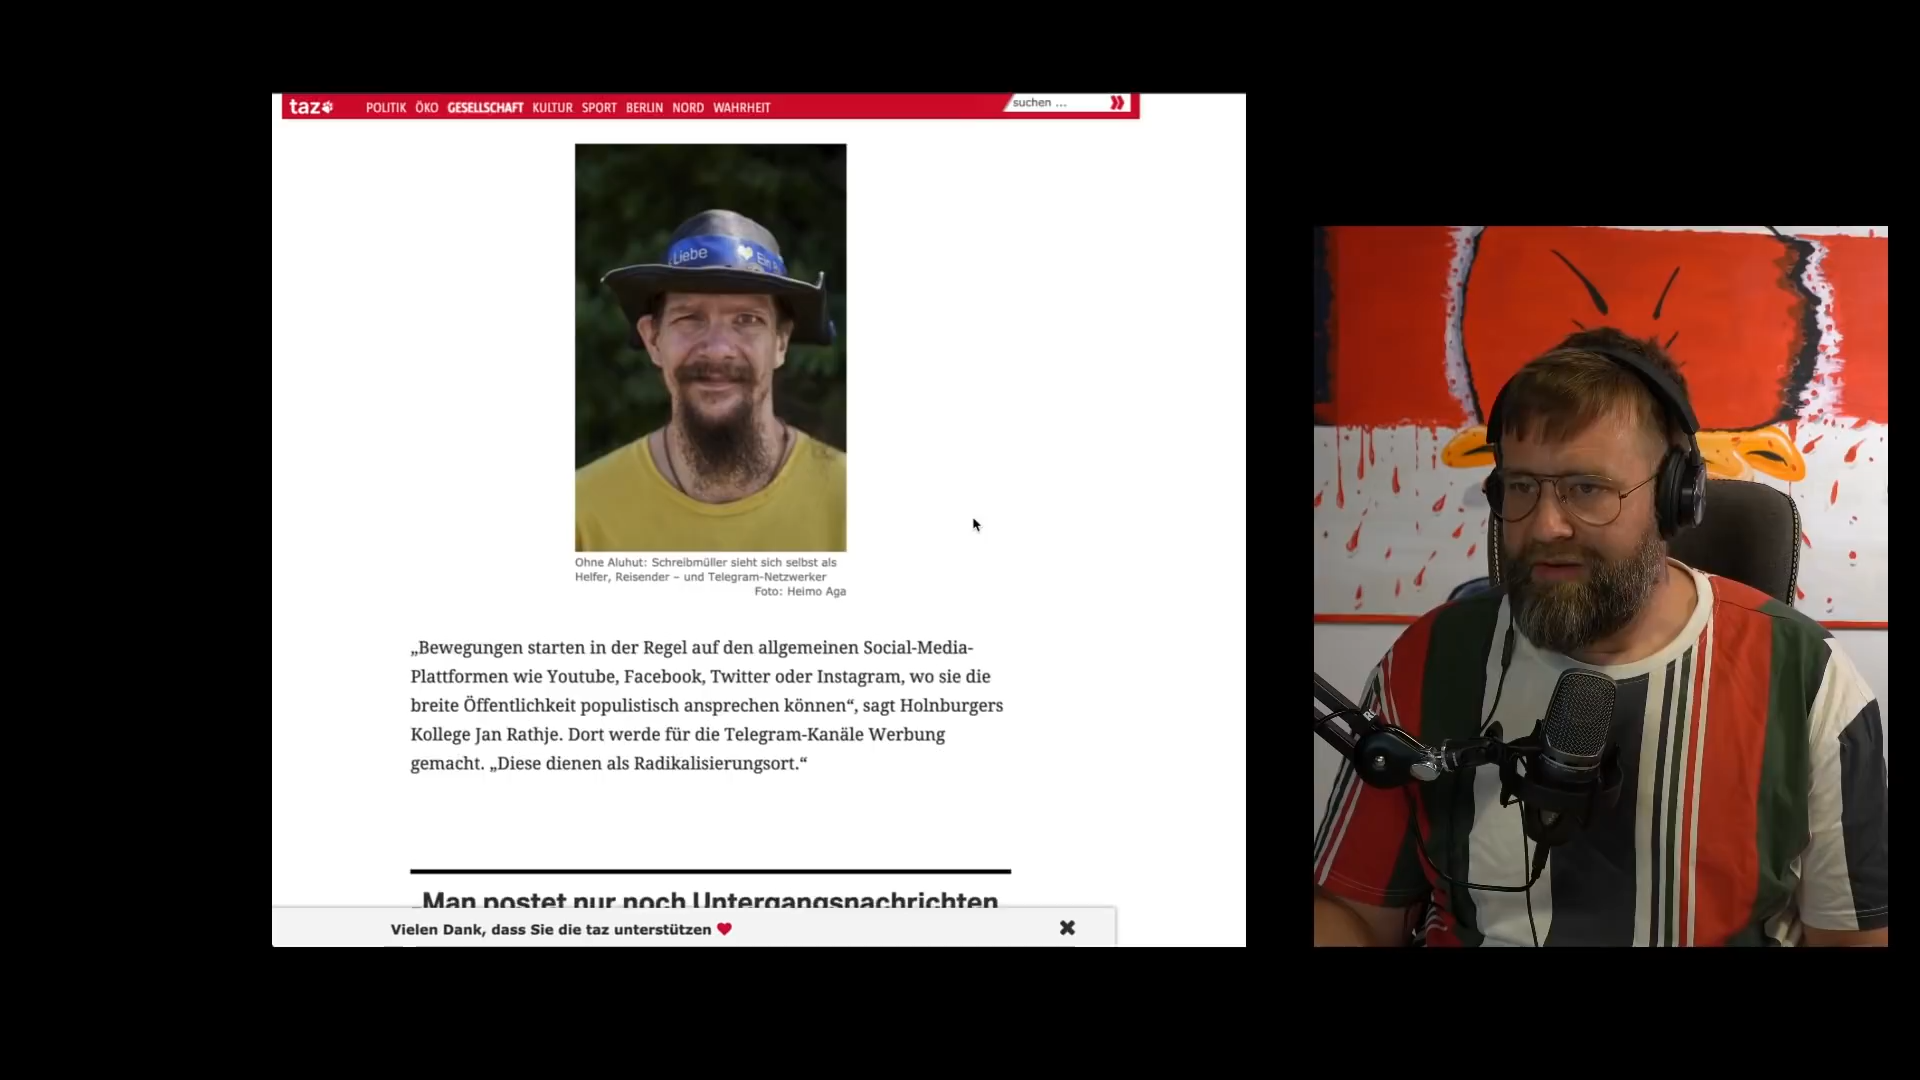 taz
POLITIK ÖKO GESELLSCHAFT KULTUR SPORT BERLIN NORD WAHRHEIT
suchen ...
Liebe
Ein
Ohne Aluhut: Schreibmüller sieht sich selbst als
Helfer, Reisender – und Telegram-Netzwerker
Foto: Heimo Aga
„Bewegungen starten in der Regel auf den allgemeinen Social-Media-
Plattformen wie Youtube, Facebook, Twitter oder Instagram, wo sie die
breite Öffentlichkeit populistisch ansprechen können“, sagt Holnburgers
Kollege Jan Rathje. Dort werde für die Telegram-Kanäle Werbung
gemacht. „Diese dienen als Radikalisierungsort.“
„Man postet nur noch Untergangsnachrichten
Vielen Dank, dass Sie die taz unterstützen